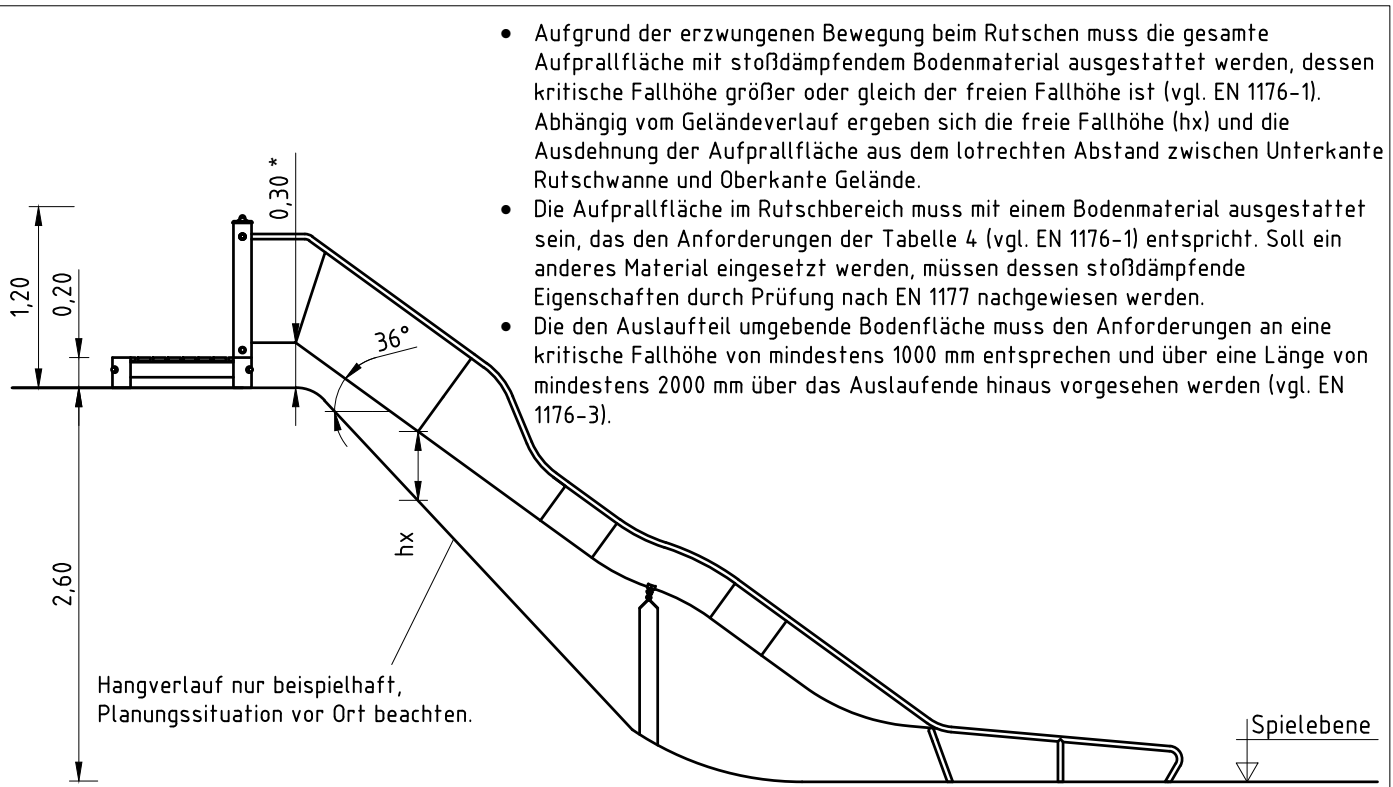 • Aufgrund der erzwungenen Bewegung beim Rutschen muss die gesamte
Aufprallfläche mit stoßdämpfendem Bodenmaterial ausgestattet werden, dessen
kritische Fallhöhe größer oder gleich der freien Fallhöhe ist (vgl. EN 1176-1).
Abhängig vom Geländeverlauf ergeben sich die freie Fallhöhe (hx) und die
Ausdehnung der Aufprallfläche aus dem lotrechten Abstand zwischen Unterkante
Rutschwanne und Oberkante Gelände.
• Die Aufprallfläche im Rutschbereich muss mit einem Bodenmaterial ausgestattet
sein, das den Anforderungen der Tabelle 4 (vgl. EN 1176-1) entspricht. Soll ein
anderes Material eingesetzt werden, müssen dessen stoßdämpfende
Eigenschaften durch Prüfung nach EN 1177 nachgewiesen werden.
• Die den Auslaufteil umgebende Bodenfläche muss den Anforderungen an eine
kritische Fallhöhe von mindestens 1000 mm entsprechen und über eine Länge von
mindestens 2000 mm über das Auslaufende hinaus vorgesehen werden (vgl. EN
1176-3).
0,30 *
1,20
0,20
36°
hx
2,60
Hangverlauf nur beispielhaft,
Planungssituation vor Ort beachten.
Spielebene